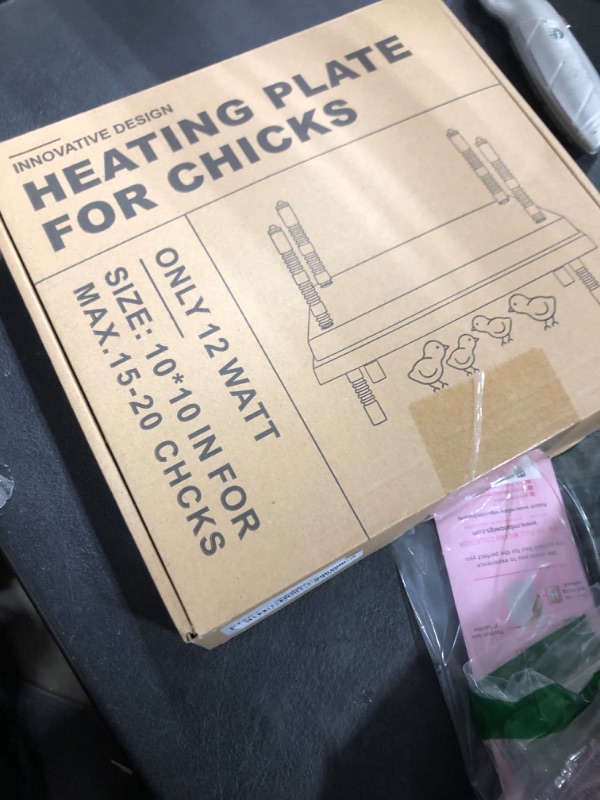 INNOVATIVE DESIGN
HEATING PLATE
FOR CHICKS
ONLY 12 WATT
SIZE: 10*10 IN FOR
MAX.15-20 CHCKS